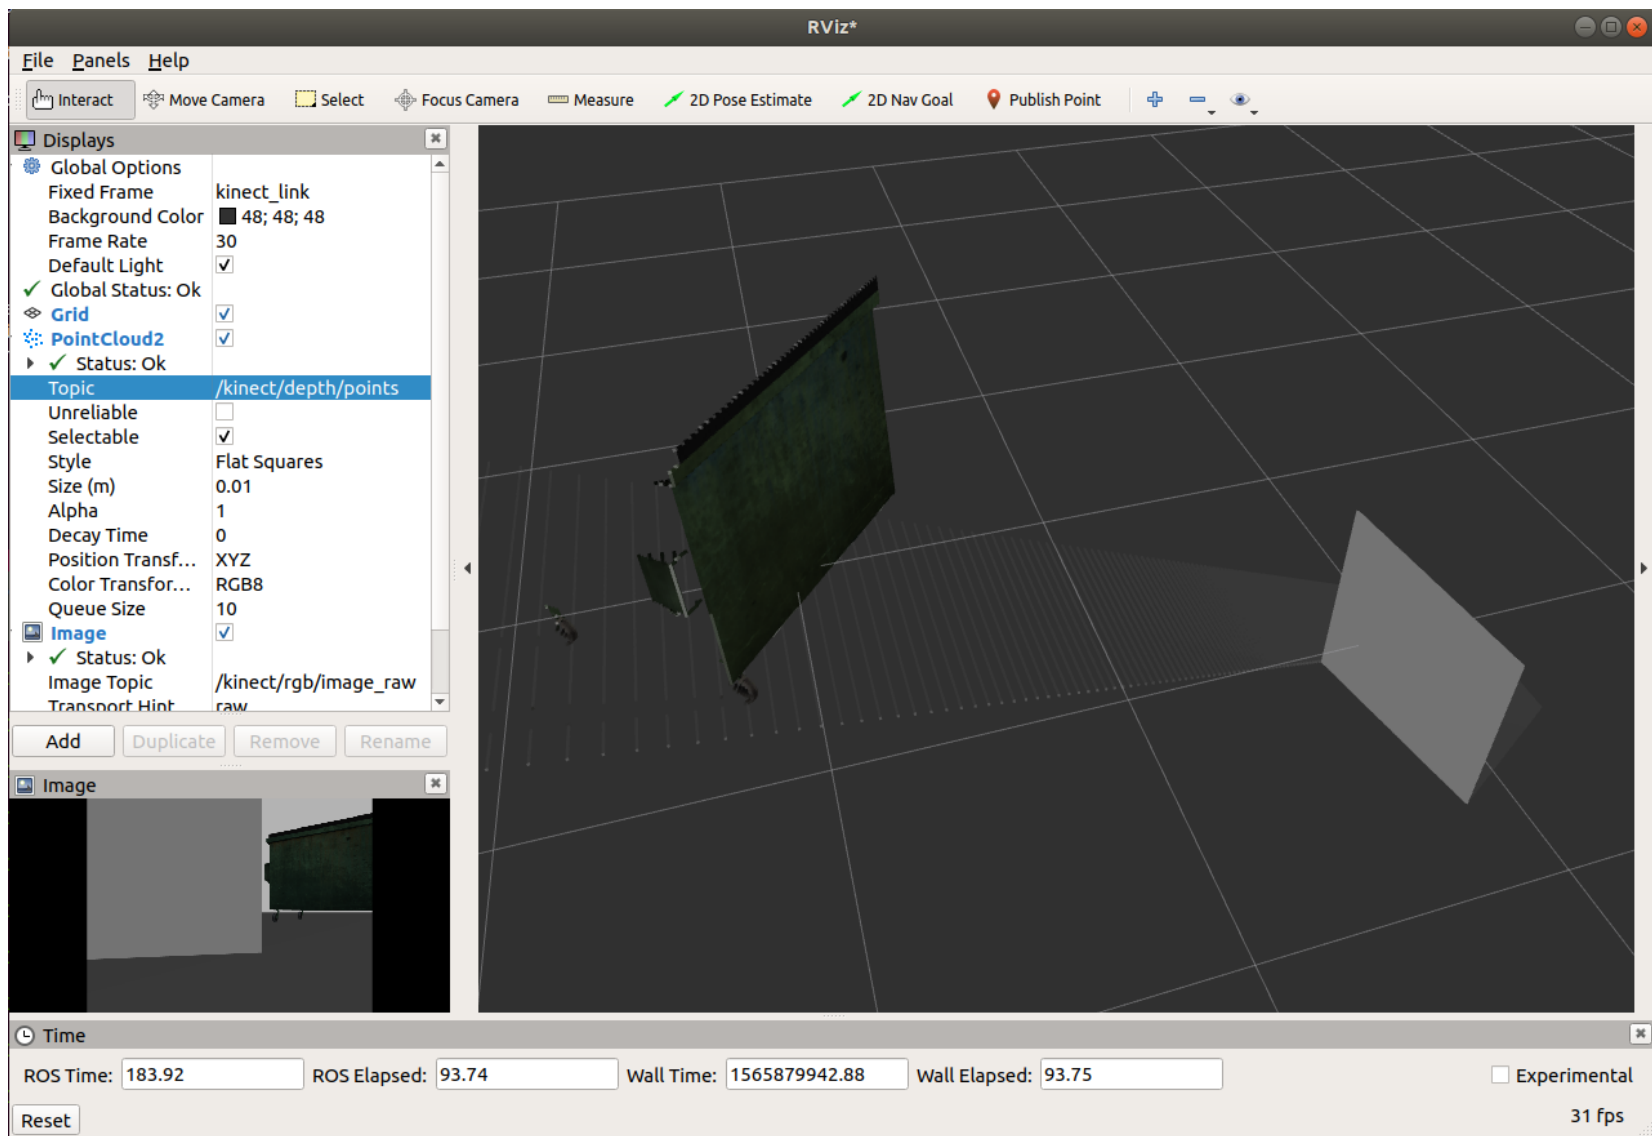 RViz*
File Panels Help
Interact Move Camera Select Focus Camera Measure 2D Pose Estimate 2D Nav Goal Publish Point
Displays
Global Options
Fixed Frame kinect_link
Background Color 48; 48; 48
Frame Rate 30
Default Light
Global Status: Ok
Grid
PointCloud2
Status: Ok
Topic /kinect/depth/points
Unreliable
Selectable
Style Flat Squares
Size (m) 0.01
Alpha 1
Decay Time 0
Position Transf... XYZ
Color Transfor... RGB8
Queue Size 10
Image
Status: Ok
Image Topic /kinect/rgb/image_raw
Transport Hint raw
Add Duplicate Remove Rename
Image
Time
ROS Time: 183.92 ROS Elapsed: 93.74 Wall Time: 1565879942.88 Wall Elapsed: 93.75 Experimental
Reset 31 fps